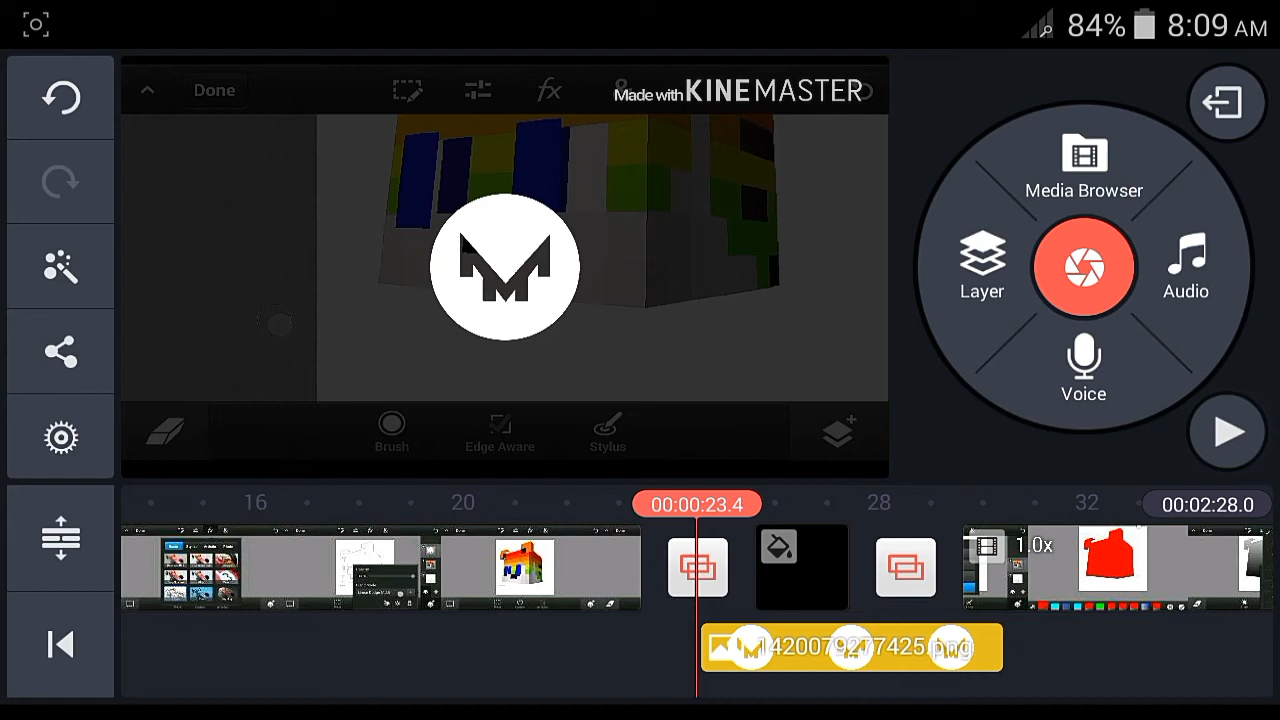 84% 8:09 AM
Done fx Made with KINEMASTER
Media Browser
Layer
Audio
Voice
Brush Edge Aware Stylus
16 20 00:00:23.4 28 32 00:02:28.0
1.0x
1420079277425.png